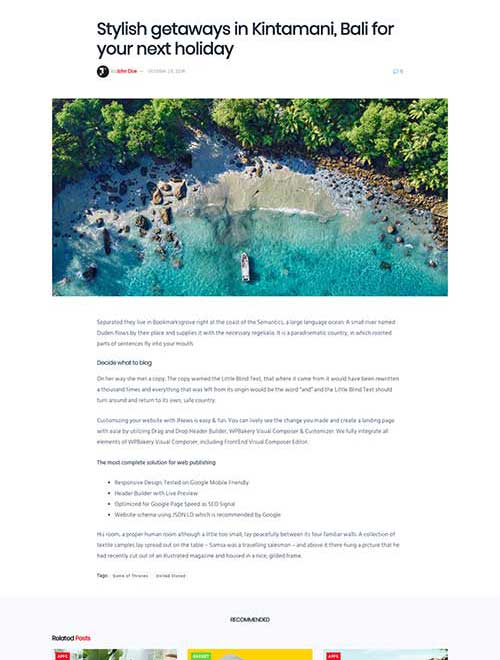 Stylish getaways in Kintamani, Bali for
your next holiday
by John Doe — October 23, 2018 0
Separated they live in Bookmarksgrove right at the coast of the Semantics, a large language ocean. A small river named
Duden flows by their place and supplies it with the necessary regelialia. It is a paradisematic country, in which roasted
parts of sentences fly into your mouth.
Decide what to blog
On her way she met a copy. The copy warned the Little Blind Text, that where it came from it would have been rewritten
a thousand times and everything that was left from its origin would be the word "and" and the Little Blind Text should
turn around and return to its own, safe country.
Customizing your website with JNews is easy & fun. You can lively see the change you made and create a landing page
with ease by utilizing Drag and Drop Header Builder, WPBakery Visual Composer & Customizer. We fully integrate all
elements of WPBakery Visual Composer, including FrontEnd Visual Composer Editor.
The most complete solution for web publishing
Responsive Design Tested on Google Mobile Friendly
Header Builder with Live Preview
Optimized for Google Page Speed as SEO Signal
Website schema using JSON LD which is recommended by Google
His room, a proper human room although a little too small, lay peacefully between its four familiar walls. A collection of
textile samples lay spread out on the table – Samsa was a travelling salesman – and above it there hung a picture that he
had recently cut out of an illustrated magazine and housed in a nice, gilded frame.
Tags: Game of Thrones United Stated
RECOMMENDED
Related Posts
APPS
MARKET
APPS